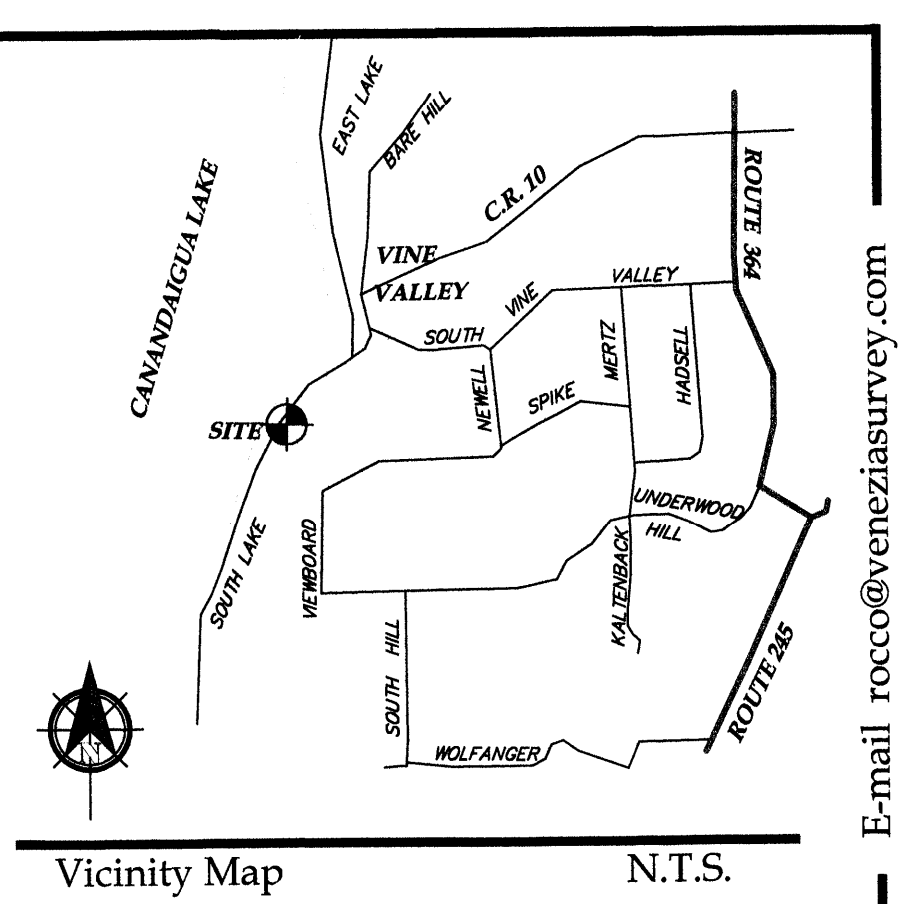 EAST LAKE
BARE HILL
CANANDAIGUA LAKE
C.R. 10
ROUTE 364
VINE
VALLEY
VINE
VALLEY
SOUTH
NEWELL
SPIKE
MERTZ
HADSELL
SITE
UNDERWOOD
HILL
VIEWBOARD
SOUTH LAKE
KALTENBACK
SOUTH HILL
ROUTE 245
WOLFANGER
N
Vicinity Map
N.T.S.
E-mail rocco@veneziasurvey.com